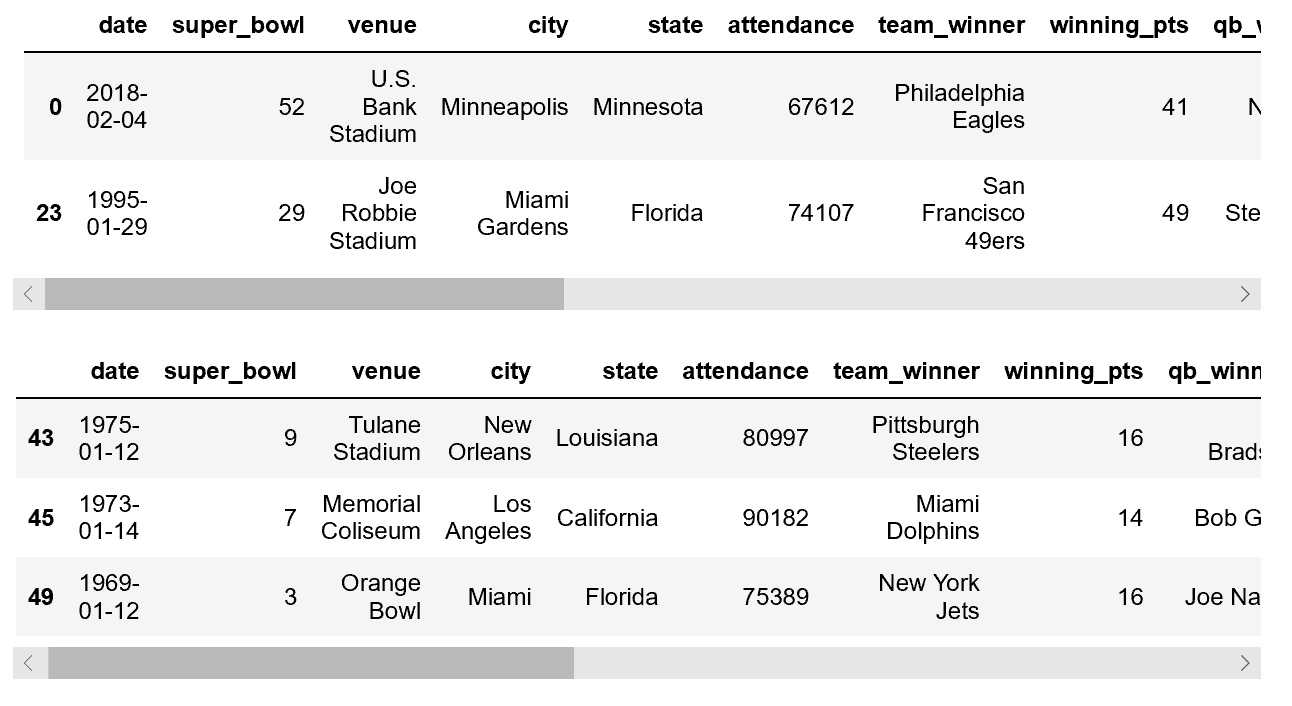 date super_bowl venue city state attendance team_winner winning_pts
0 2018-02-04 52 U.S. Bank Stadium Minneapolis Minnesota 67612 Philadelphia Eagles 41
23 1995-01-29 29 Joe Robbie Stadium Miami Gardens Florida 74107 San Francisco 49ers 49 Ste
date super_bowl venue city state attendance team_winner winning_pts qb_winn
43 1975-01-12 9 Tulane Stadium New Orleans Louisiana 80997 Pittsburgh Steelers 16
45 1973-01-14 7 Memorial Coliseum Los Angeles California 90182 Miami Dolphins 14 Bob G
49 1969-01-12 3 Orange Bowl Miami Florida 75389 New York Jets 16 Joe Na